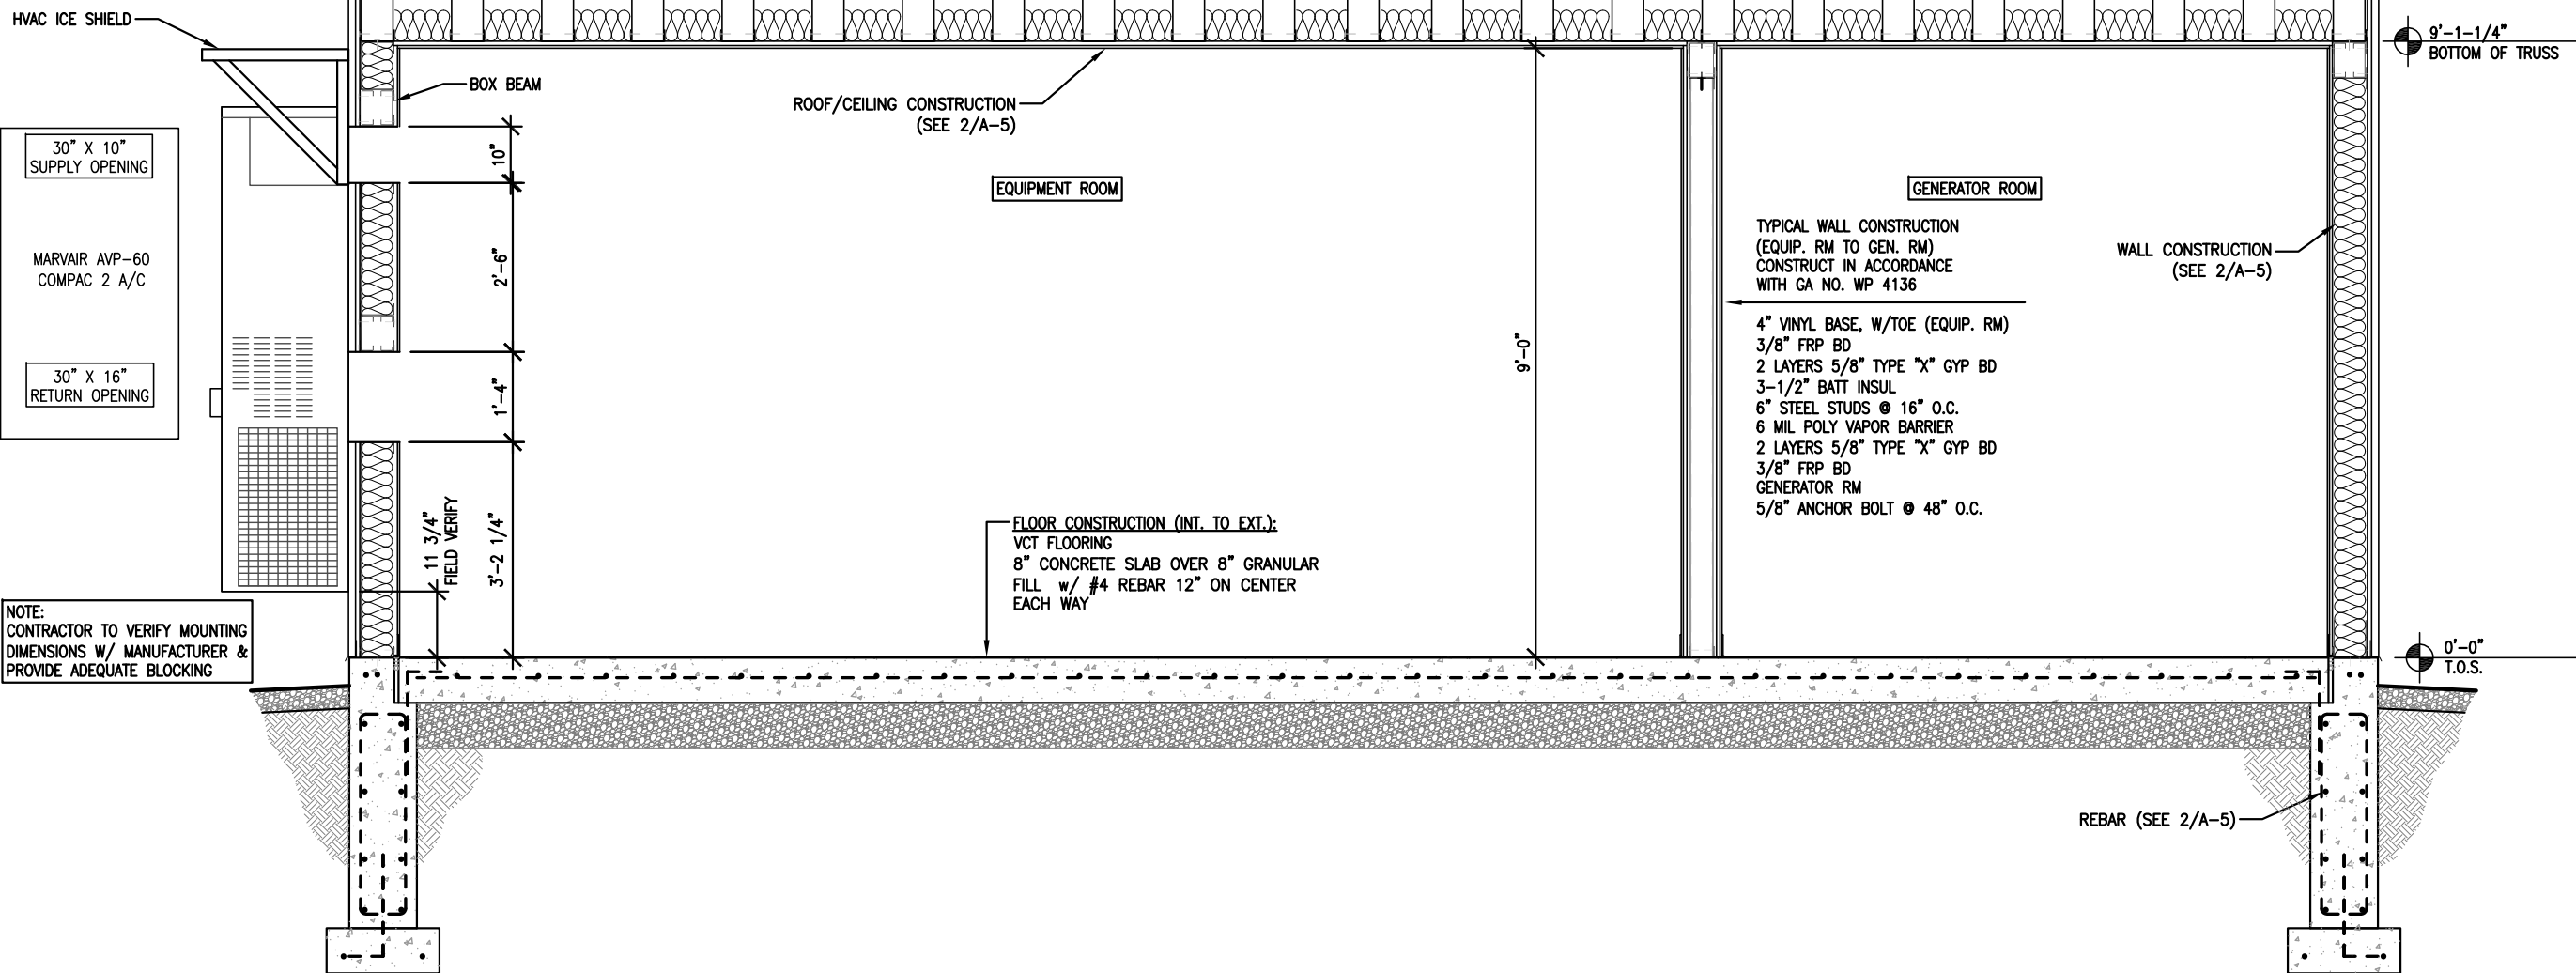 HVAC ICE SHIELD
9'-1-1/4"
BOTTOM OF TRUSS
BOX BEAM
ROOF/CEILING CONSTRUCTION
(SEE 2/A-5)
30" X 10"
SUPPLY OPENING
MARVAIR AVP-60
COMPAC 2 A/C
30" X 16"
RETURN OPENING
10"
2'-6"
1'-4"
3'-2 1/4"
11 3/4"
FIELD VERIFY
EQUIPMENT ROOM
9'-0"
GENERATOR ROOM
TYPICAL WALL CONSTRUCTION
(EQUIP. RM TO GEN. RM)
CONSTRUCT IN ACCORDANCE
WITH GA NO. WP 4136
4" VINYL BASE, W/TOE (EQUIP. RM)
3/8" FRP BD
2 LAYERS 5/8" TYPE "X" GYP BD
3-1/2" BATT INSUL
6" STEEL STUDS @ 16" O.C.
6 MIL POLY VAPOR BARRIER
2 LAYERS 5/8" TYPE "X" GYP BD
3/8" FRP BD
GENERATOR RM
5/8" ANCHOR BOLT @ 48" O.C.
WALL CONSTRUCTION
(SEE 2/A-5)
FLOOR CONSTRUCTION (INT. TO EXT.):
VCT FLOORING
8" CONCRETE SLAB OVER 8" GRANULAR
FILL w/ #4 REBAR 12" ON CENTER
EACH WAY
NOTE:
CONTRACTOR TO VERIFY MOUNTING
DIMENSIONS W/ MANUFACTURER &
PROVIDE ADEQUATE BLOCKING
0'-0"
T.O.S.
REBAR (SEE 2/A-5)